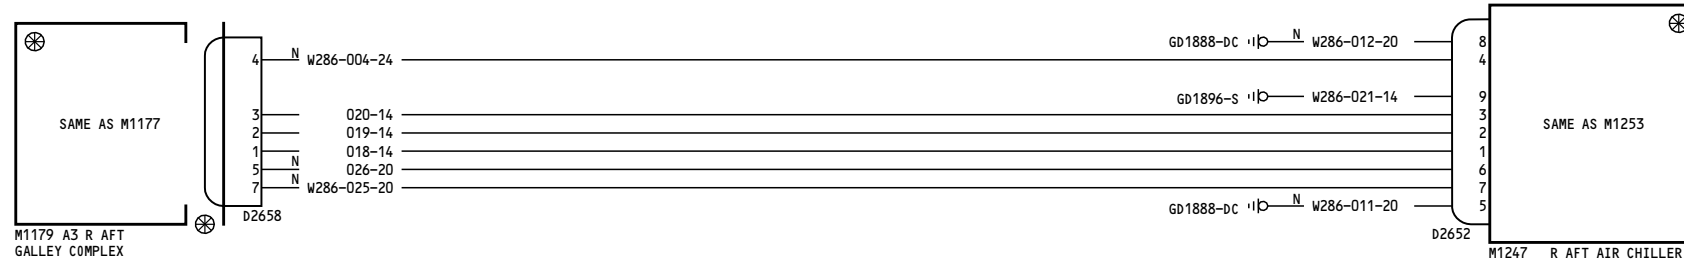 GD1888-DC N W286-012-20 8
4 N W286-004-24 4
GD1896-S W286-021-14 9
3 020-14 3
SAME AS M1177
SAME AS M1253
2 019-14 2
1 018-14 1
5 N 026-20 6
7 N W286-025-20 7
GD1888-DC N W286-011-20 5
D2658
D2652
M1179 A3 R AFT
GALLEY COMPLEX
M1247 R AFT AIR CHILLER